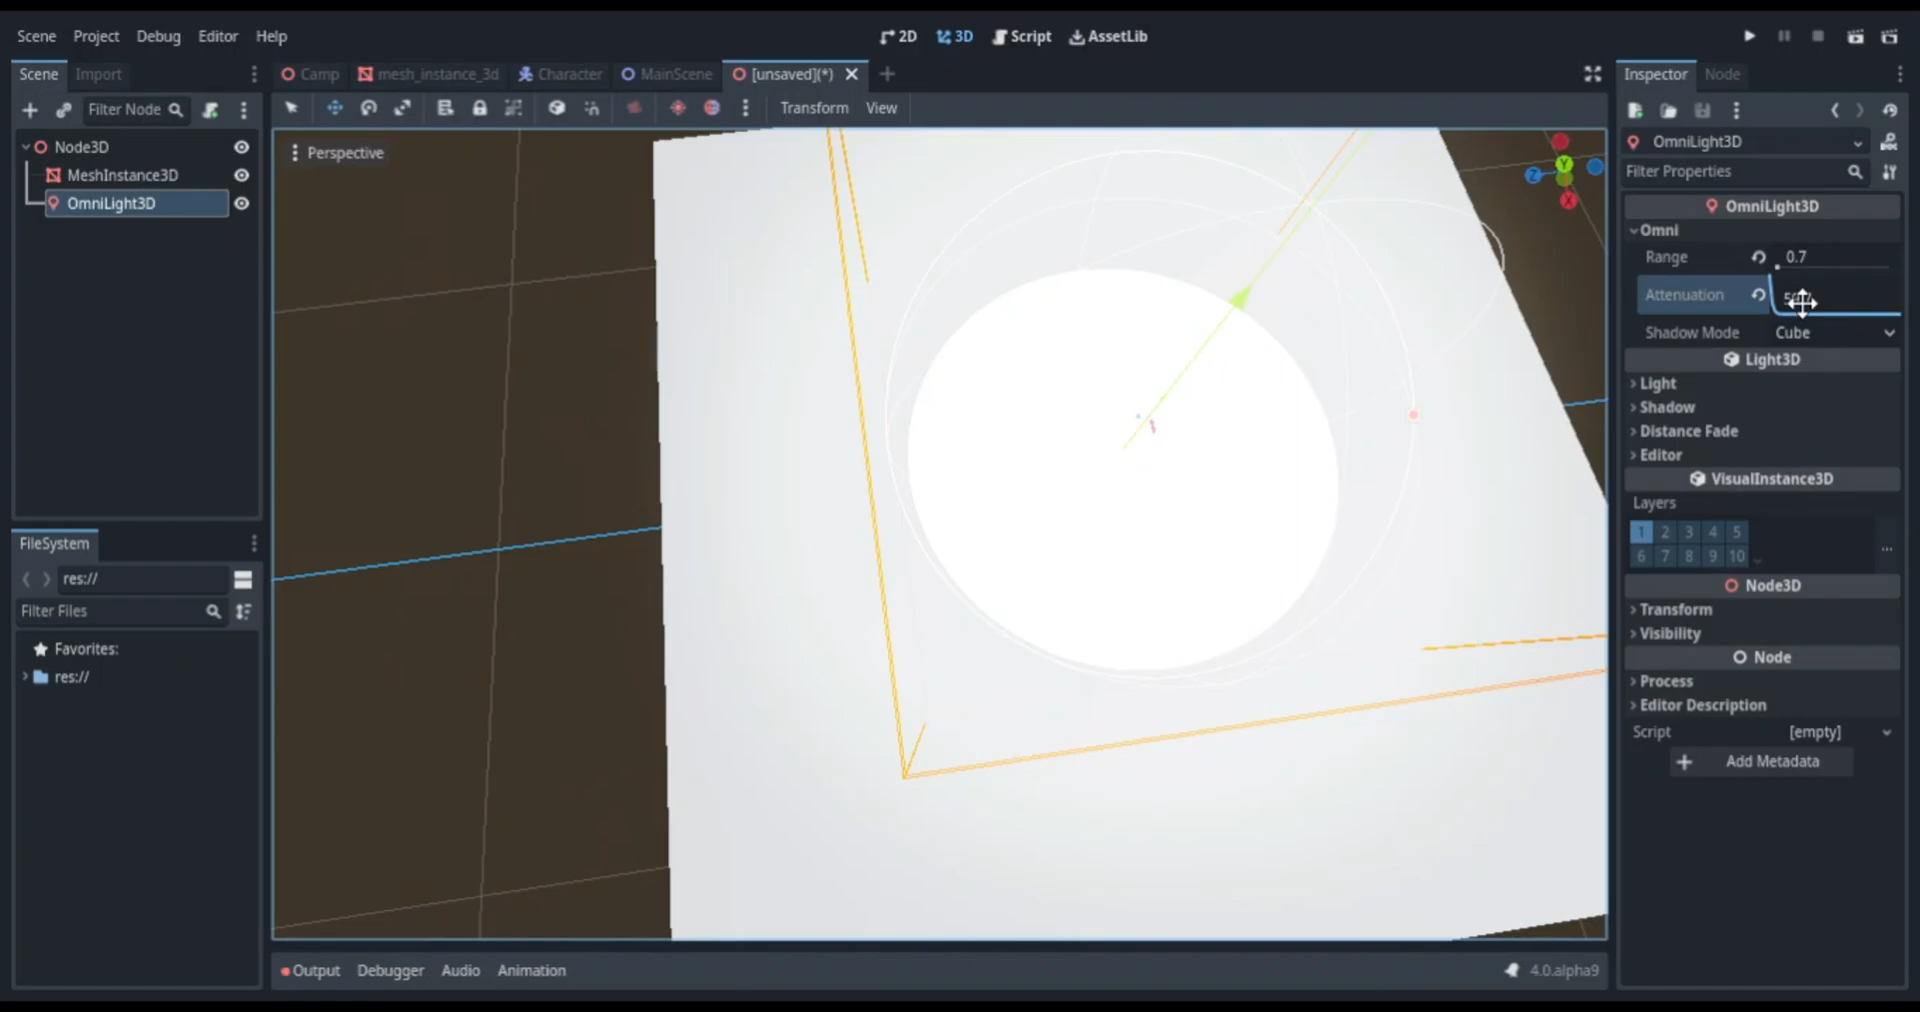 Scene Project Debug Editor Help
2D 3D Script AssetLib
Scene Import
Filter Node
Node3D
MeshInstance3D
OmniLight3D
FileSystem
res://
Filter Files
Favorites:
res://
Camp mesh_instance_3d Character MainScene [unsaved](*)
Transform View
Perspective
Y
Z
X
Output Debugger Audio Animation
4.0.alpha9
Inspector Node
OmniLight3D
Filter Properties
OmniLight3D
Omni
Range 0.7
Attenuation
Shadow Mode Cube
Light3D
Light
Shadow
Distance Fade
Editor
VisualInstance3D
Layers
1 2 3 4 5
6 7 8 9 10
...
Node3D
Transform
Visibility
Node
Process
Editor Description
Script [empty]
Add Metadata